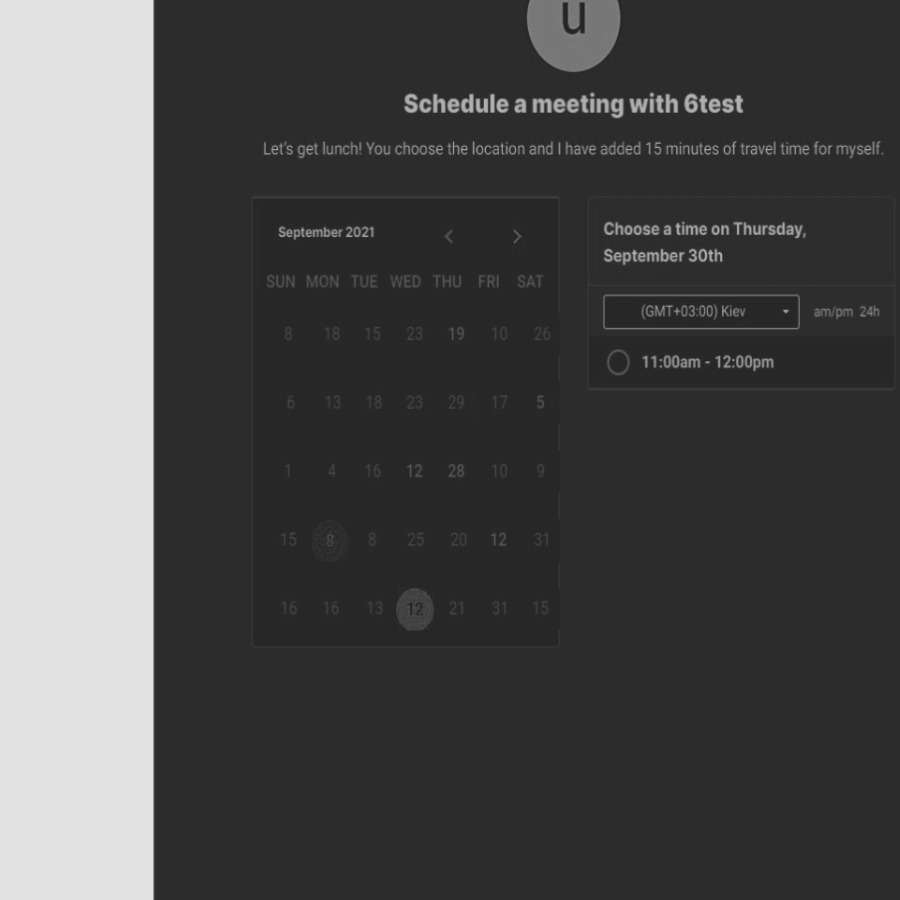 u
Schedule a meeting with 6test
Let's get lunch! You choose the location and I have added 15 minutes of travel time for myself.
September 2021
SUN MON TUE WED THU FRI SAT
8 18 15 23 19 10 26
6 13 18 23 29 17 5
1 4 16 12 28 10 9
15 8 8 25 20 12 31
16 16 13 12 21 31 15
Choose a time on Thursday,
September 30th
(GMT+03:00) Kiev am/pm 24h
11:00am - 12:00pm